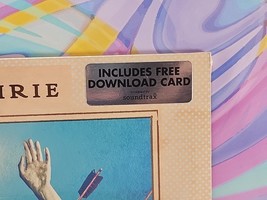 INCLUDES FREE
DOWNLOAD CARD
soundtrak
IRIE